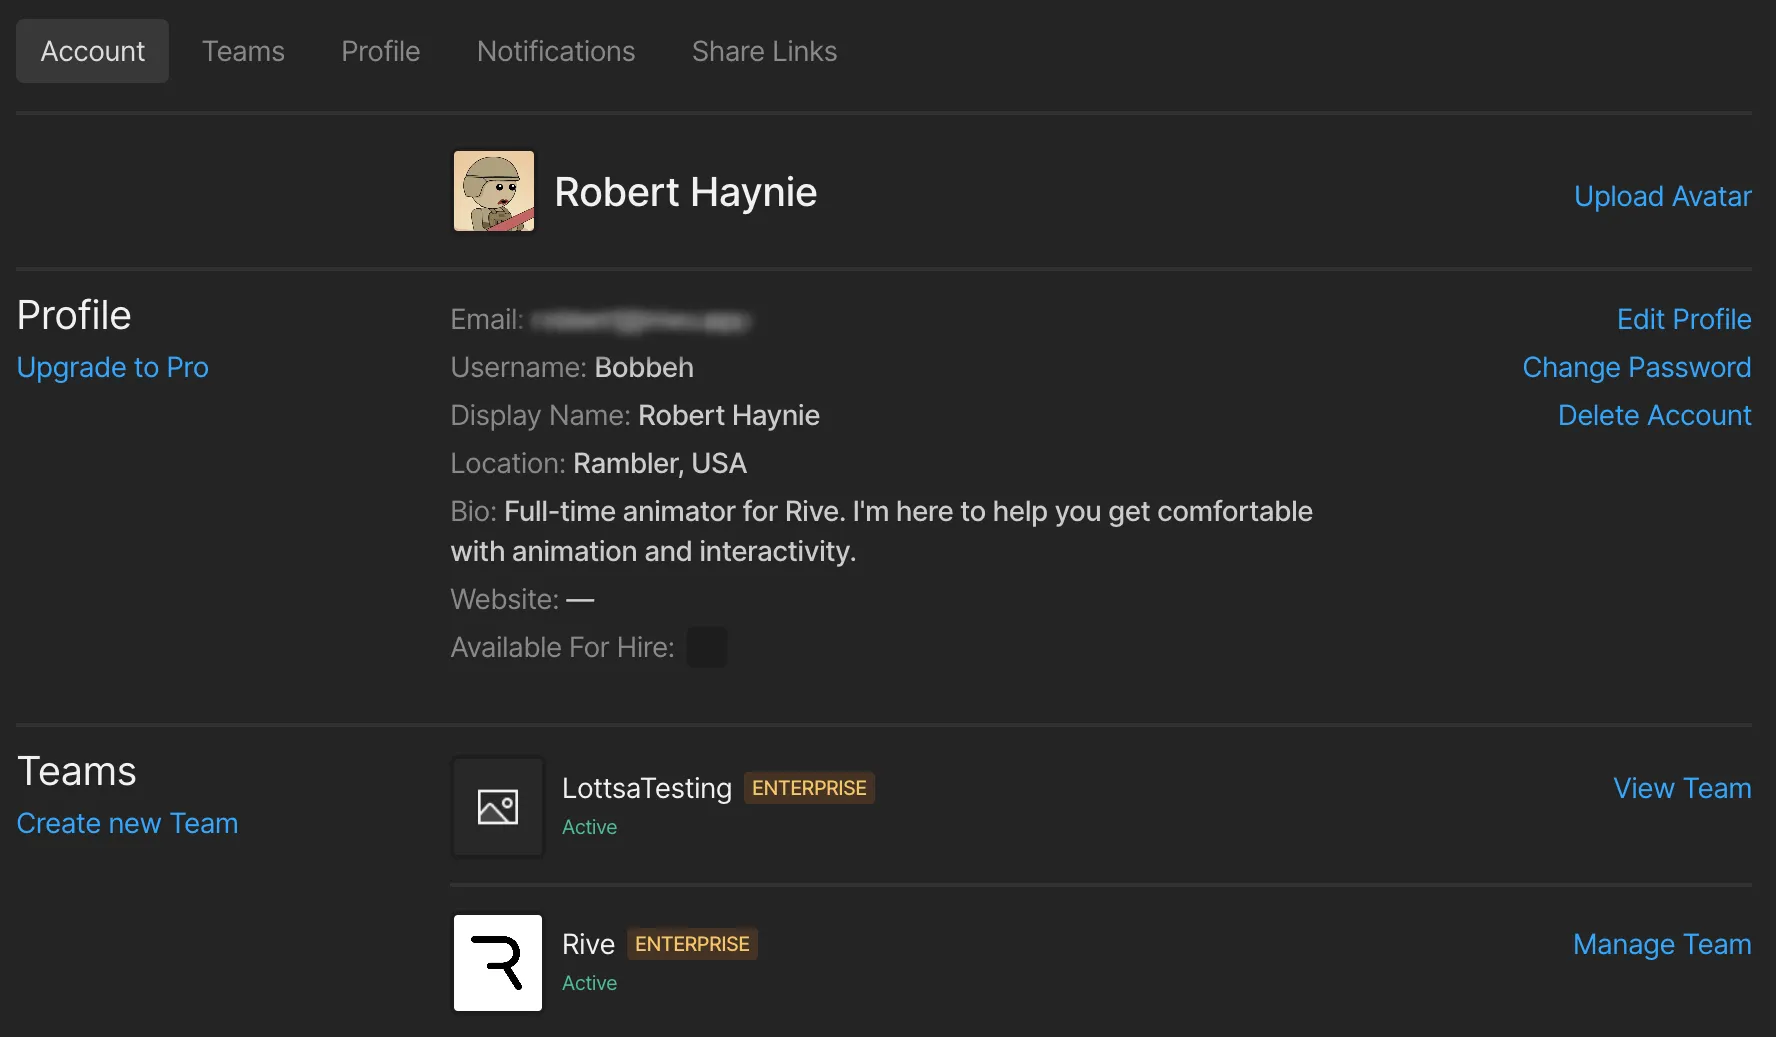 Account Teams Profile Notifications Share Links
Robert Haynie
Upload Avatar
Profile
Upgrade to Pro
Email:
Username: Bobbeh
Display Name: Robert Haynie
Location: Rambler, USA
Bio: Full-time animator for Rive. I'm here to help you get comfortable
with animation and interactivity.
Website: —
Available For Hire:
Edit Profile
Change Password
Delete Account
Teams
Create new Team
LottsaTesting ENTERPRISE
Active
View Team
Rive ENTERPRISE
Active
Manage Team